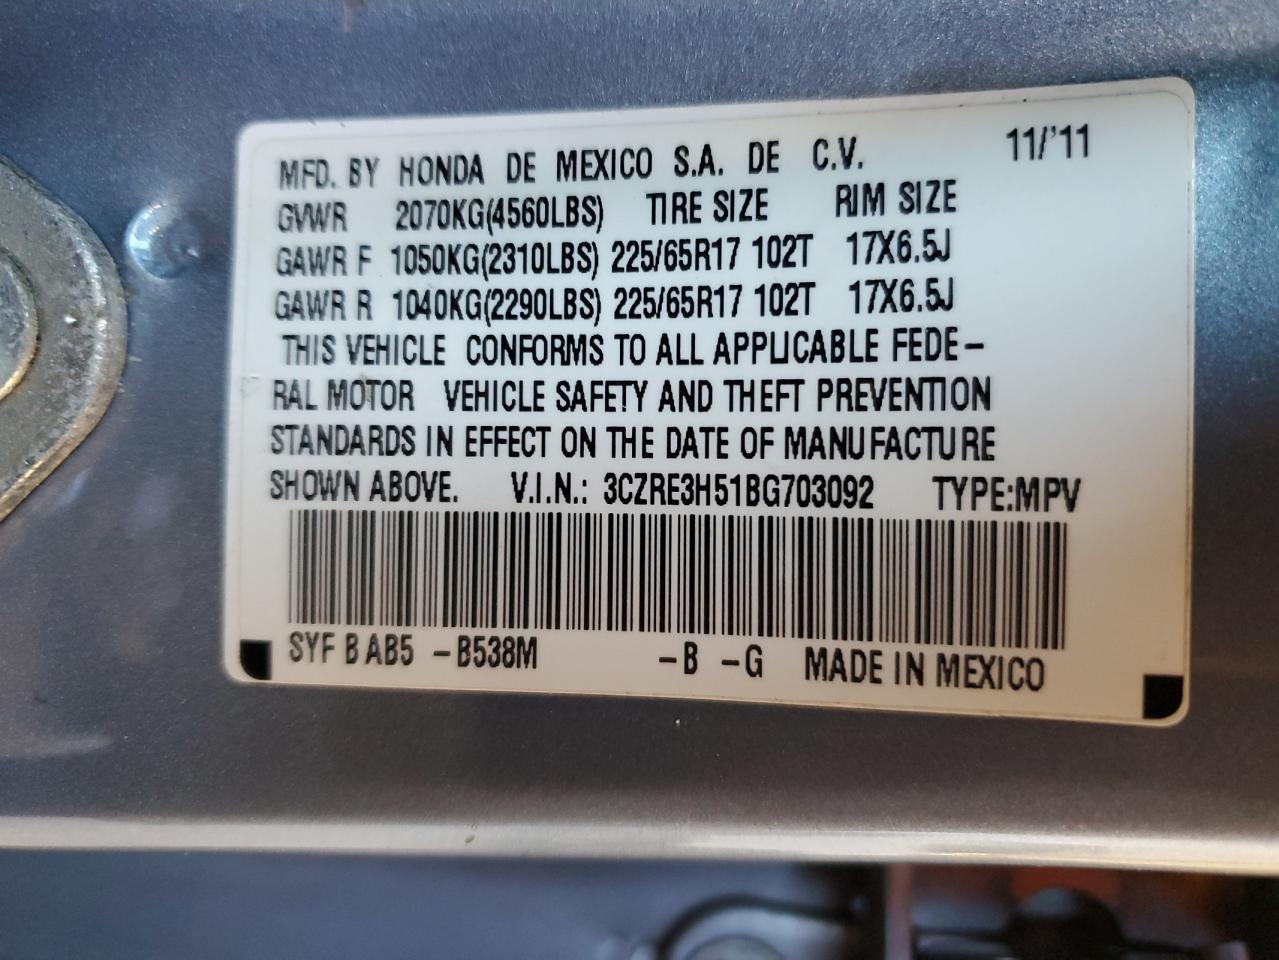 MFD. BY HONDA DE MEXICO S.A. DE C.V. 11/'11
GVWR 2070KG(4560LBS) TIRE SIZE RIM SIZE
GAWR F 1050KG(2310LBS) 225/65R17 102T 17X6.5J
GAWR R 1040KG(2290LBS) 225/65R17 102T 17X6.5J
THIS VEHICLE CONFORMS TO ALL APPLICABLE FEDE-
RAL MOTOR VEHICLE SAFETY AND THEFT PREVENTION
STANDARDS IN EFFECT ON THE DATE OF MANUFACTURE
SHOWN ABOVE. V.I.N.: 3CZRE3H51BG703092 TYPE:MPV
SYF B AB5 -B538M -B -G MADE IN MEXICO